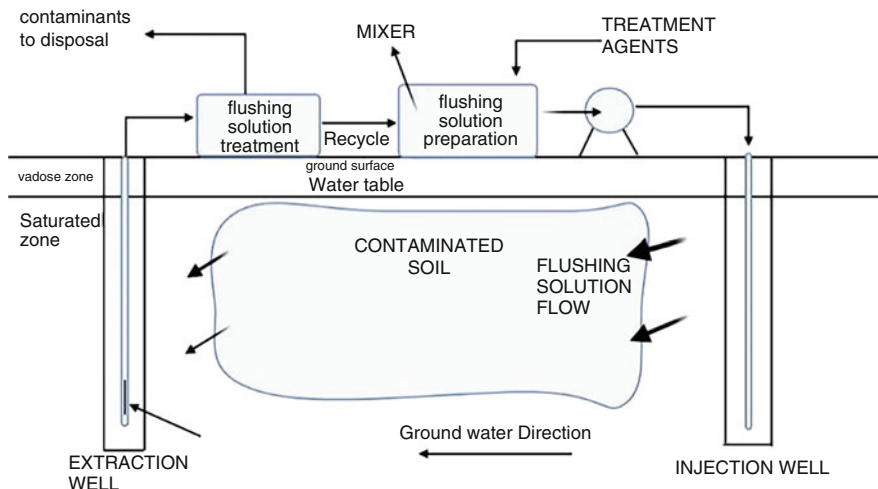 contaminants
to disposal
MIXER
TREATMENT
AGENTS
flushing
solution
treatment
Recycle
flushing
solution
preparation
ground surface
vadose zone
Water table
Saturated
zone
CONTAMINATED
SOIL
FLUSHING
SOLUTION
FLOW
Ground water Direction
EXTRACTION
WELL
INJECTION WELL